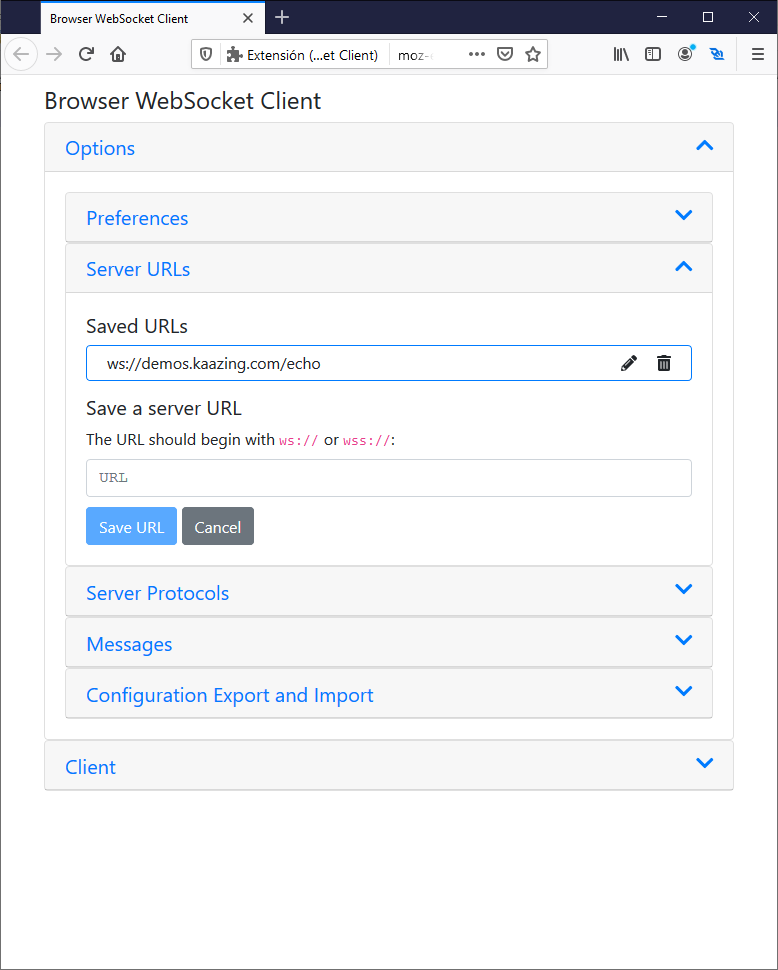 Browser WebSocket Client
Extensión (...et Client) moz-
Browser WebSocket Client
Options
Preferences
Server URLs
Saved URLs
ws://demos.kaazing.com/echo
Save a server URL
The URL should begin with ws:// or wss://:
URL
Save URL Cancel
Server Protocols
Messages
Configuration Export and Import
Client